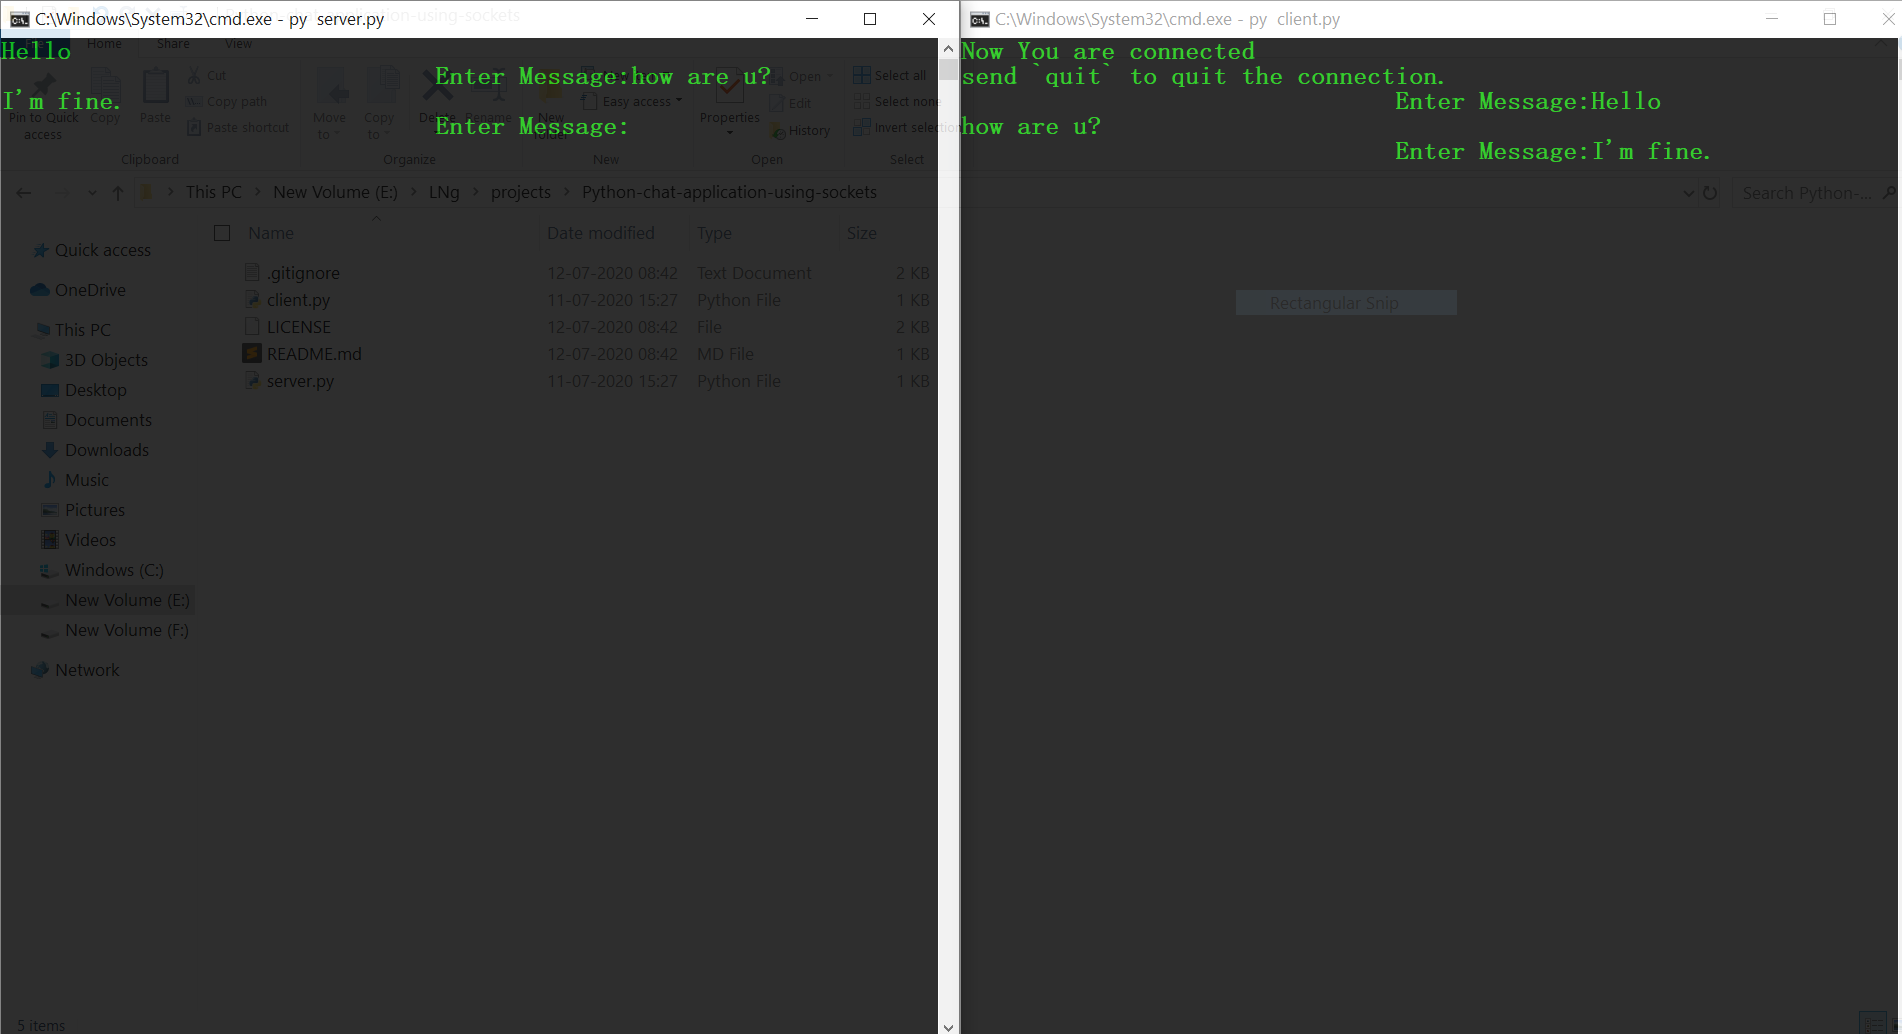 C:\Windows\System32\cmd.exe - py  server.py
Hello
Enter Message:how are u?
I'm fine.
Enter Message:
C:\Windows\System32\cmd.exe - py  client.py
Now You are connected
send `quit` to quit the connection.
Enter Message:Hello
how are u?
Enter Message:I'm fine.
Python-chat-application-using-sockets
Home Share View
Pin to Quick access
Copy
Paste
Cut
Copy path
Paste shortcut
Clipboard
Move to
Copy to
Delete
Rename
Organize
New folder
Easy access
New
Properties
Open
Edit
History
Open
Select all
Select none
Invert selection
Select
This PC > New Volume (E:) > LNg > projects > Python-chat-application-using-sockets
Search Python-...
Quick access
OneDrive
This PC
3D Objects
Desktop
Documents
Downloads
Music
Pictures
Videos
Windows (C:)
New Volume (E:)
New Volume (F:)
Network
Name Date modified Type Size
.gitignore 12-07-2020 08:42 Text Document 2 KB
client.py 11-07-2020 15:27 Python File 1 KB
LICENSE 12-07-2020 08:42 File 2 KB
README.md 12-07-2020 08:42 MD File 1 KB
server.py 11-07-2020 15:27 Python File 1 KB
Rectangular Snip
5 items